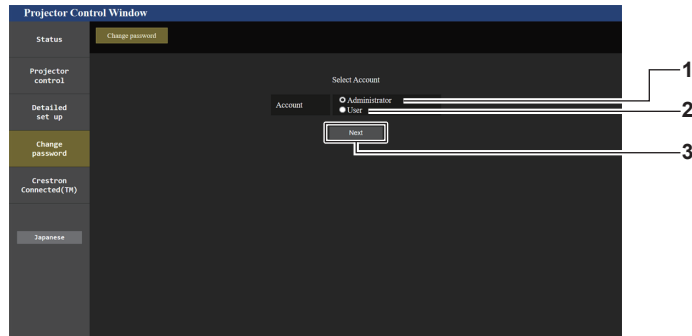 Projector Control Window
Status
Change password
Projector
control
Detailed
set up
Change
password
Crestron
Connected(TM)
Japanese
Select Account
Account
Administrator
User
Next
1
2
3